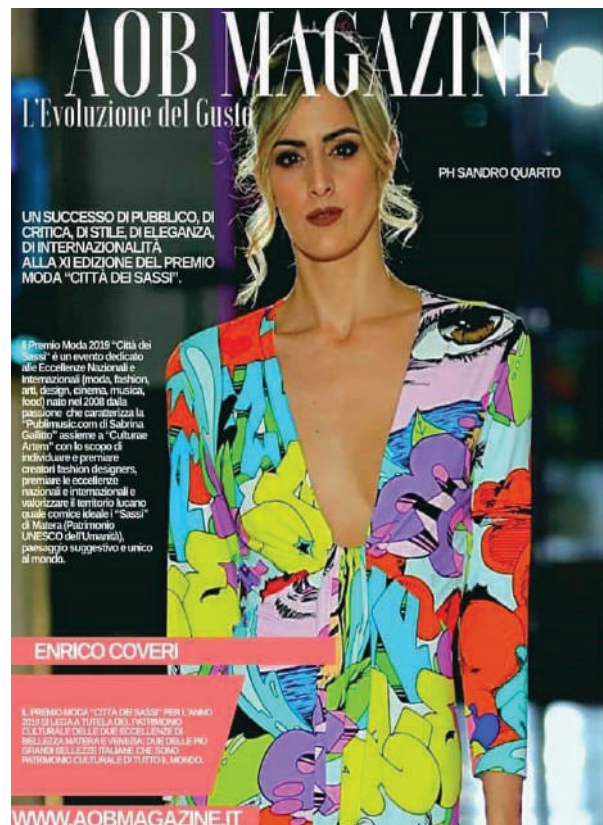 AOB MAGAZINE
L'Evoluzione del Gusto
PH SANDRO QUARTO
UN SUCCESSO DI PUBBLICO, DI
CRITICA, DI STILE, DI ELEGANZA,
DI INTERNAZIONALITÀ
ALLA XI EDIZIONE DEL PREMIO
MODA "CITTÀ DEI SASSI".
Il Premio Moda 2019 "Città dei
Sassi" è un evento dedicato
alle Eccellenze Nazionali e
Internazionali (moda, fashion,
arti, design, cinema, musica,
food) nato nel 2008 dalla
passione che caratterizza la
"Publimusic.com di Sabrina
Gallitto" assieme a "Culturae
Artem" con lo scopo di
individuare e premiare
creatori fashion designers,
premiare le eccellenze
nazionali e internazionali e
valorizzare il territorio lucano
quale cornice ideale i "Sassi"
di Matera (Patrimonio
UNESCO dell'Umanità),
paesaggio suggestivo e unico
al mondo.
ENRICO COVERI
IL PREMIO MODA "CITTÀ DEI SASSI" PER L'ANNO
2019 SI LEGA A TUTELA DEL PATRIMONIO
CULTURALE DELLE DUE ECCELLENZE DI
BELLEZZA MATERA E VENEZIA: DUE DELLE PIÙ
GRANDI BELLEZZE ITALIANE CHE SONO
PATRIMONIO CULTURALE DI TUTTO IL MONDO.
WWW.AOBMAGAZINE.IT